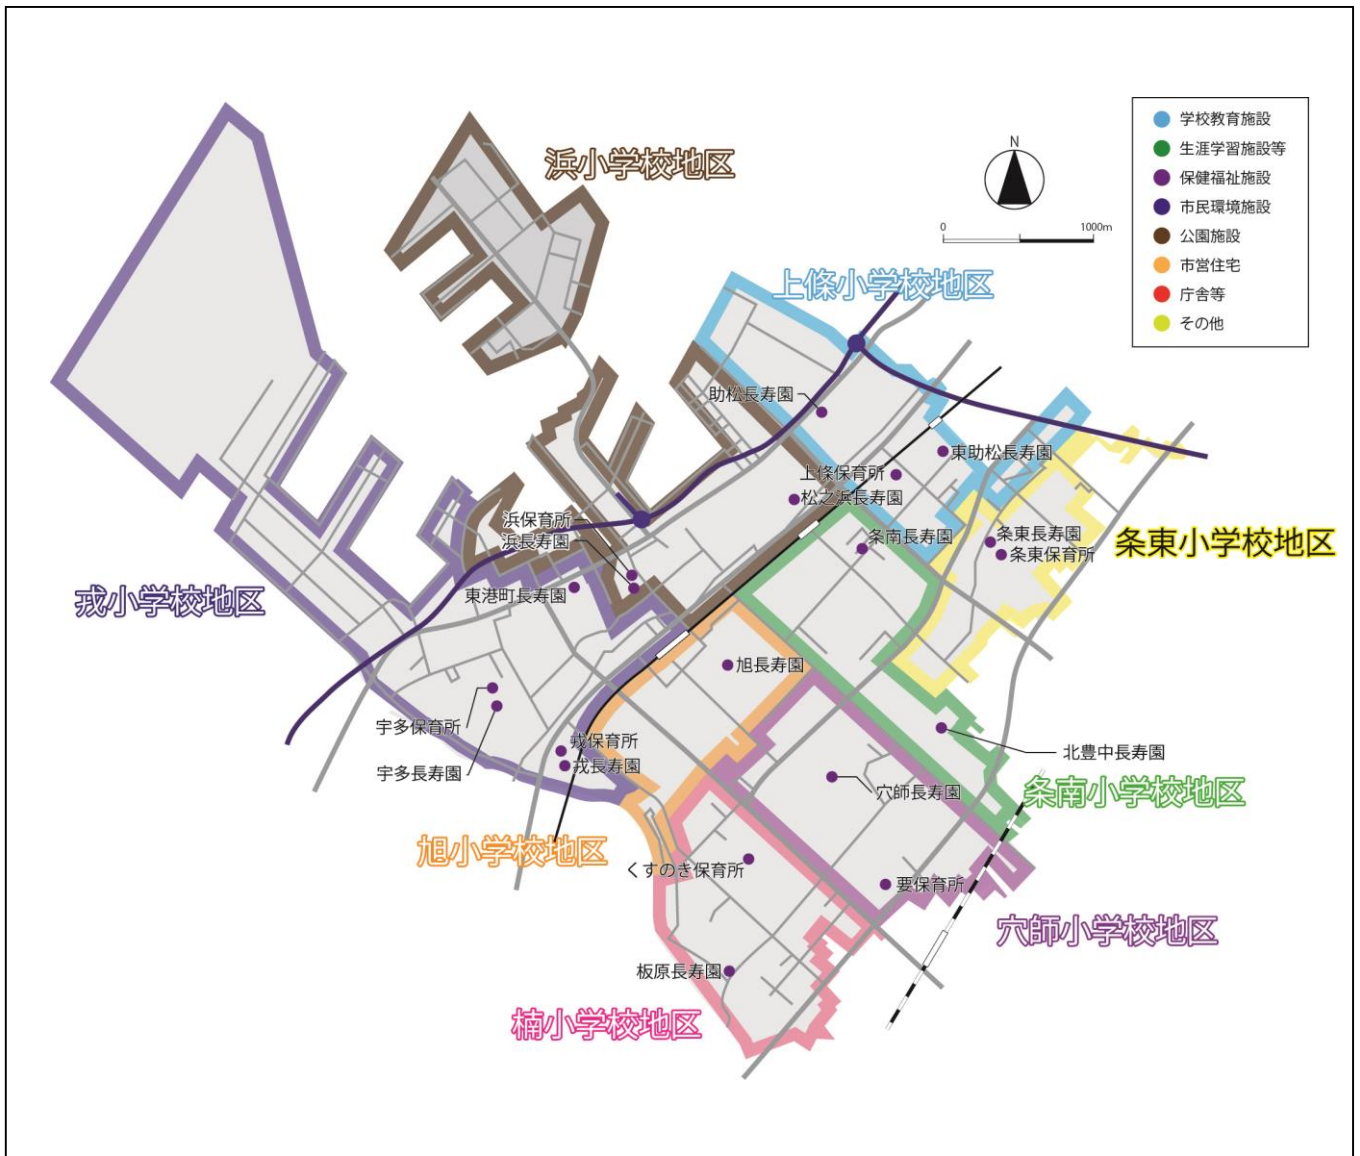 浜小学校地区
学校教育施設
生涯学習施設等
保健福祉施設
市民環境施設
公園施設
市営住宅
庁舎等
その他
N
0
1000m
上條小学校地区
助松長寿園
東助松長寿園
上條保育所
松之浜長寿園
浜保育所
浜長寿園
条南長寿園
条東長寿園
条東保育所
条東小学校地区
戎小学校地区
東港町長寿園
旭長寿園
宇多保育所
宇多長寿園
戎保育所
戎長寿園
北豊中長寿園
穴師長寿園
条南小学校地区
旭小学校地区
くすのき保育所
要保育所
穴師小学校地区
板原長寿園
楠小学校地区